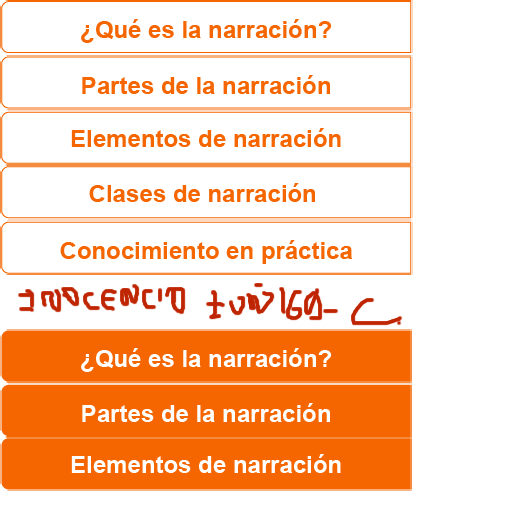 ¿Qué es la narración?
Partes de la narración
Elementos de narración
Clases de narración
Conocimiento en práctica
INOCENCIO
¿Qué es la narración?
Partes de la narración
Elementos de narración